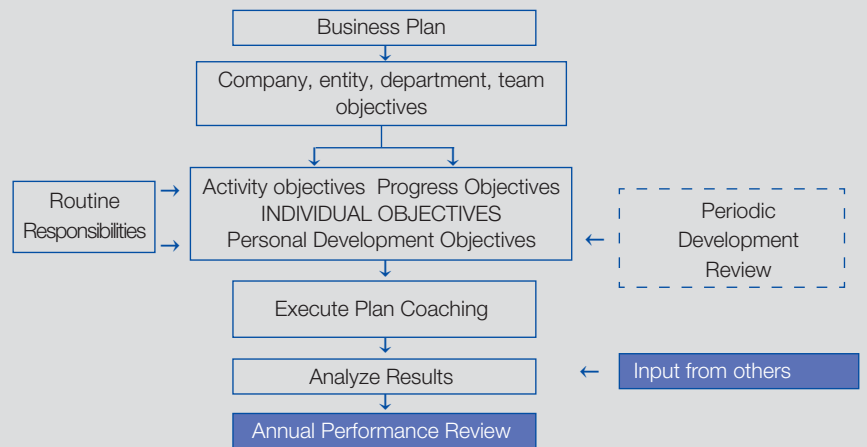 Business Plan
Company, entity, department, team
objectives
Routine
Responsibilities
Activity objectives Progress Objectives
INDIVIDUAL OBJECTIVES
Personal Development Objectives
Periodic
Development
Review
Execute Plan Coaching
Analyze Results
Input from others
Annual Performance Review